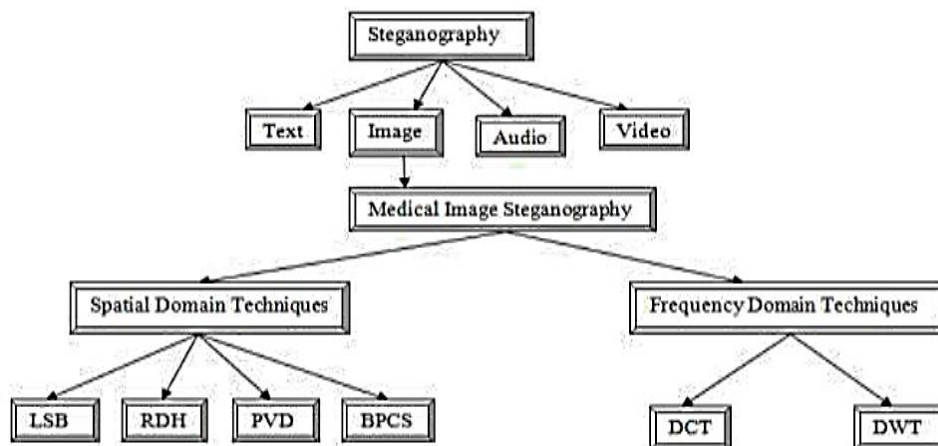 Steganography
Text
Image
Audio
Video
Medical Image Steganography
Spatial Domain Techniques
Frequency Domain Techniques
LSB
RDH
PVD
BPCS
DCT
DWT